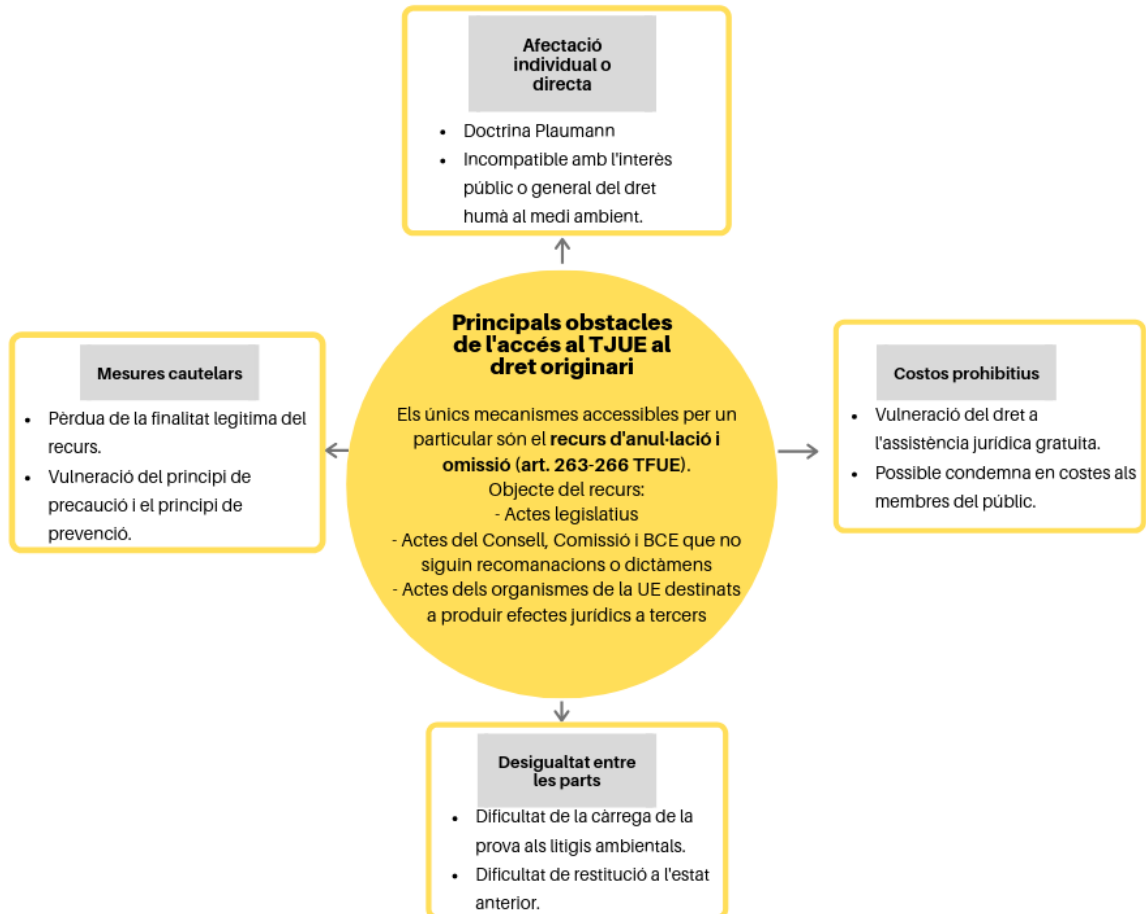 Afectació
individual o
directa
• Doctrina Plaumann
• Incompatible amb l'interès
públic o general del dret
humà al medi ambient.
Principals obstacles
de l'accés al TJUE al
dret originari
Els únics mecanismes accessibles per un
particular són el recurs d'anul·lació i
omissió (art. 263-266 TFUE).
Objecte del recurs:
- Actes legislatius
- Actes del Consell, Comissió i BCE que no
siguin recomanacions o dictàmens
- Actes dels organismes de la UE destinats
a produir efectes jurídics a tercers
Mesures cautelars
• Pèrdua de la finalitat legitima del
recurs.
• Vulneració del principi de
precaució i el principi de
prevenció.
Costos prohibitius
• Vulneració del dret a
l'assistència jurídica gratuita.
• Possible condemna en costes als
membres del públic.
Desigualtat entre
les parts
• Dificultat de la càrrega de la
prova als litigis ambientals.
• Dificultat de restitució a l'estat
anterior.